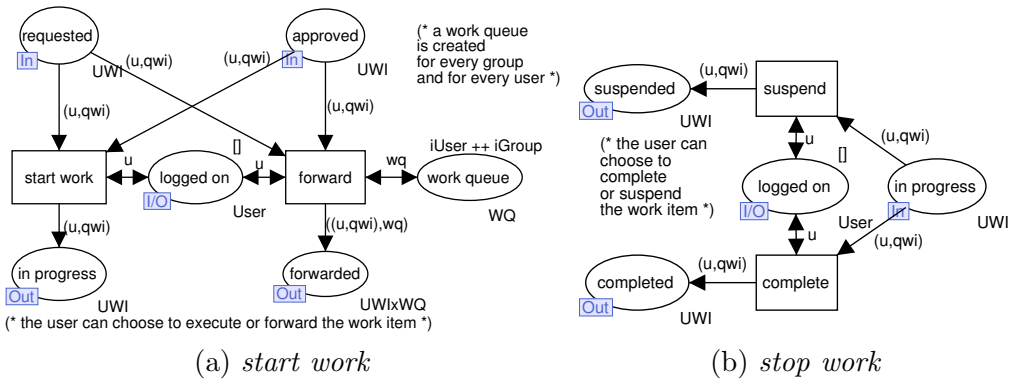 requested
In
UWI
(u,qwi)
(u,qwi)
approved
In
UWI
(u,qwi)
(u,qwi)
(* a work queue
is created
for every group
and for every user *)
start work
u
[]
logged on
I/O
User
u
forward
wq
iUser ++ iGroup
work queue
WQ
(u,qwi)
((u,qwi),wq)
in progress
Out
UWI
forwarded
Out
UWIxWQ
(* the user can choose to execute or forward the work item *)
(a) start work
suspended
Out
UWI
(u,qwi)
suspend
(* the user can
choose to
complete
or suspend
the work item *)
u
[]
logged on
I/O
User
u
(u,qwi)
in progress
In
UWI
(u,qwi)
completed
Out
UWI
(u,qwi)
complete
(b) stop work